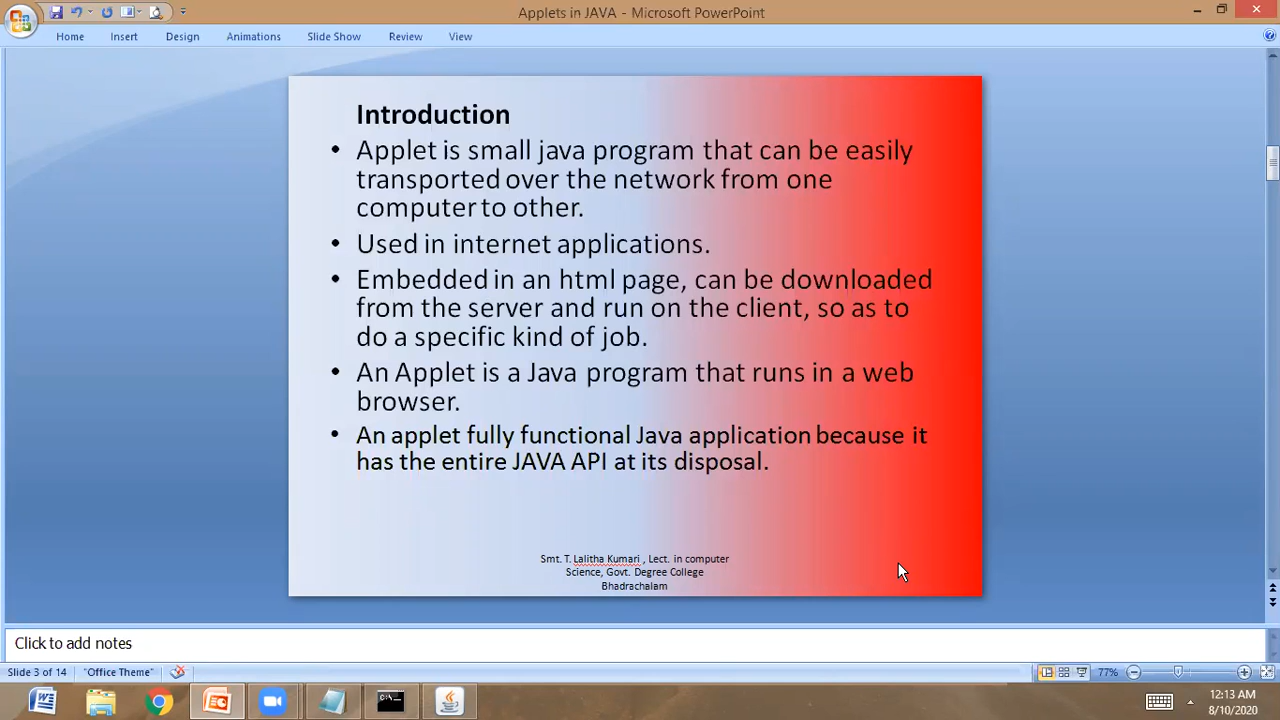 Applets in JAVA - Microsoft PowerPoint
Home Insert Design Animations Slide Show Review View
Introduction
• Applet is small java program that can be easily
transported over the network from one
computer to other.
• Used in internet applications.
• Embedded in an html page, can be downloaded
from the server and run on the client, so as to
do a specific kind of job.
• An Applet is a Java program that runs in a web
browser.
• An applet fully functional Java application because it
has the entire JAVA API at its disposal.
Smt. T. Lalitha Kumari , Lect. in computer
Science, Govt. Degree College
Bhadrachalam
Click to add notes
Slide 3 of 14 "Office Theme" 77%
12:13 AM
8/10/2020